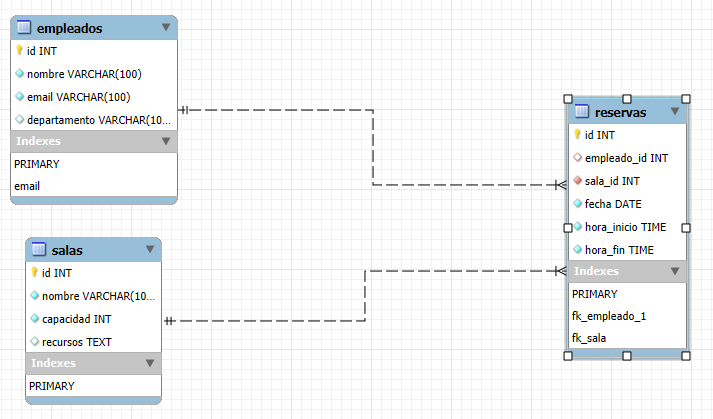 empleados
id INT
nombre VARCHAR(100)
email VARCHAR(100)
departamento VARCHAR(10...
Indexes
PRIMARY
email
salas
id INT
nombre VARCHAR(10...
capacidad INT
recursos TEXT
Indexes
PRIMARY
reservas
id INT
empleado_id INT
sala_id INT
fecha DATE
hora_inicio TIME
hora_fin TIME
Indexes
PRIMARY
fk_empleado_1
fk_sala